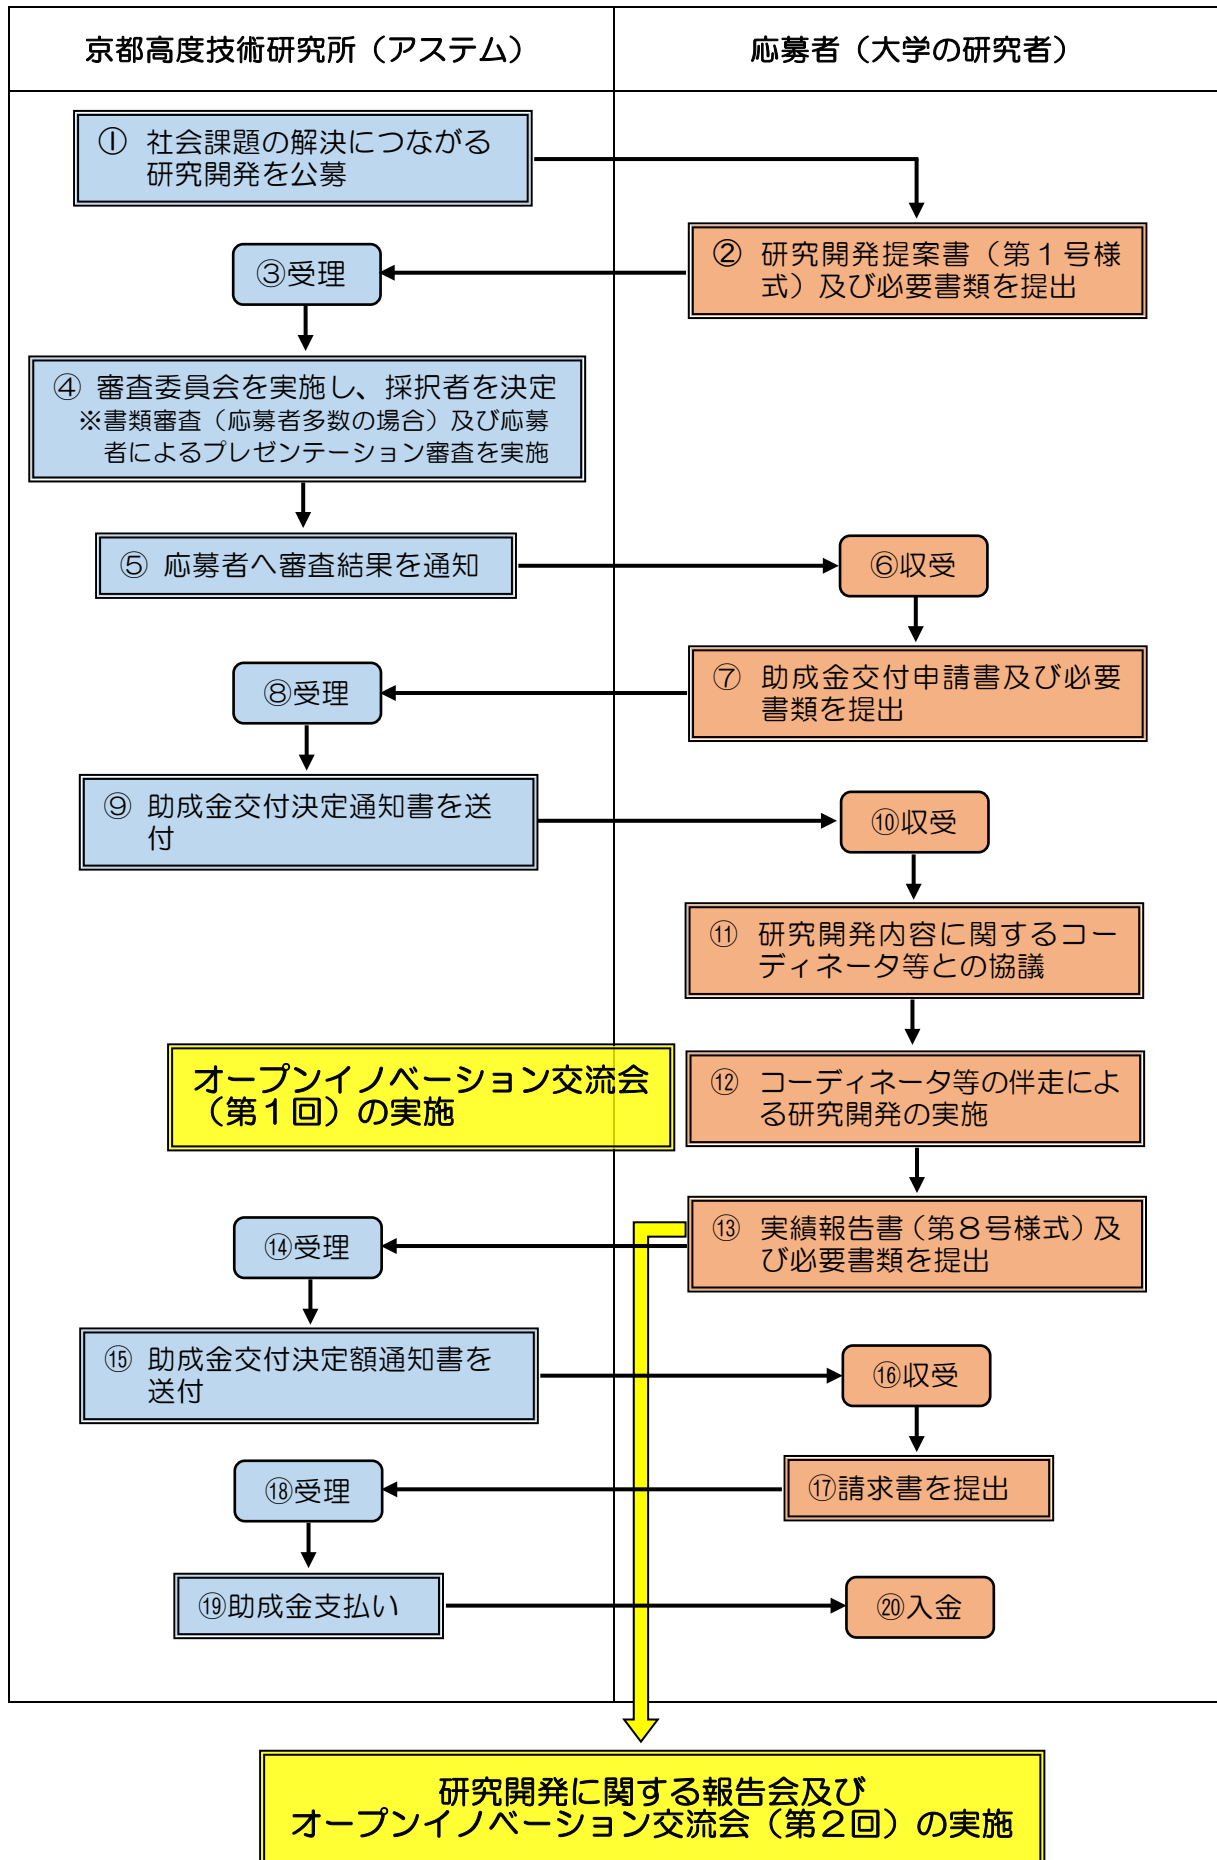 京都高度技術研究所（アステム）
応募者（大学の研究者）
① 社会課題の解決につながる
研究開発を公募
② 研究開発提案書（第１号様
式）及び必要書類を提出
③受理
④ 審査委員会を実施し、採択者を決定
※書類審査（応募者多数の場合）及び応募
者によるプレゼンテーション審査を実施
⑤ 応募者へ審査結果を通知
⑥収受
⑦ 助成金交付申請書及び必要
書類を提出
⑧受理
⑨ 助成金交付決定通知書を送
付
⑩収受
⑪ 研究開発内容に関するコー
ディネータ等との協議
オープンイノベーション交流会
（第１回）の実施
⑫ コーディネータ等の伴走によ
る研究開発の実施
⑬ 実績報告書（第８号様式）及
び必要書類を提出
⑭受理
⑮ 助成金交付決定額通知書を
送付
⑯収受
⑰請求書を提出
⑱受理
⑲助成金支払い
⑳入金
研究開発に関する報告会及び
オープンイノベーション交流会（第２回）の実施